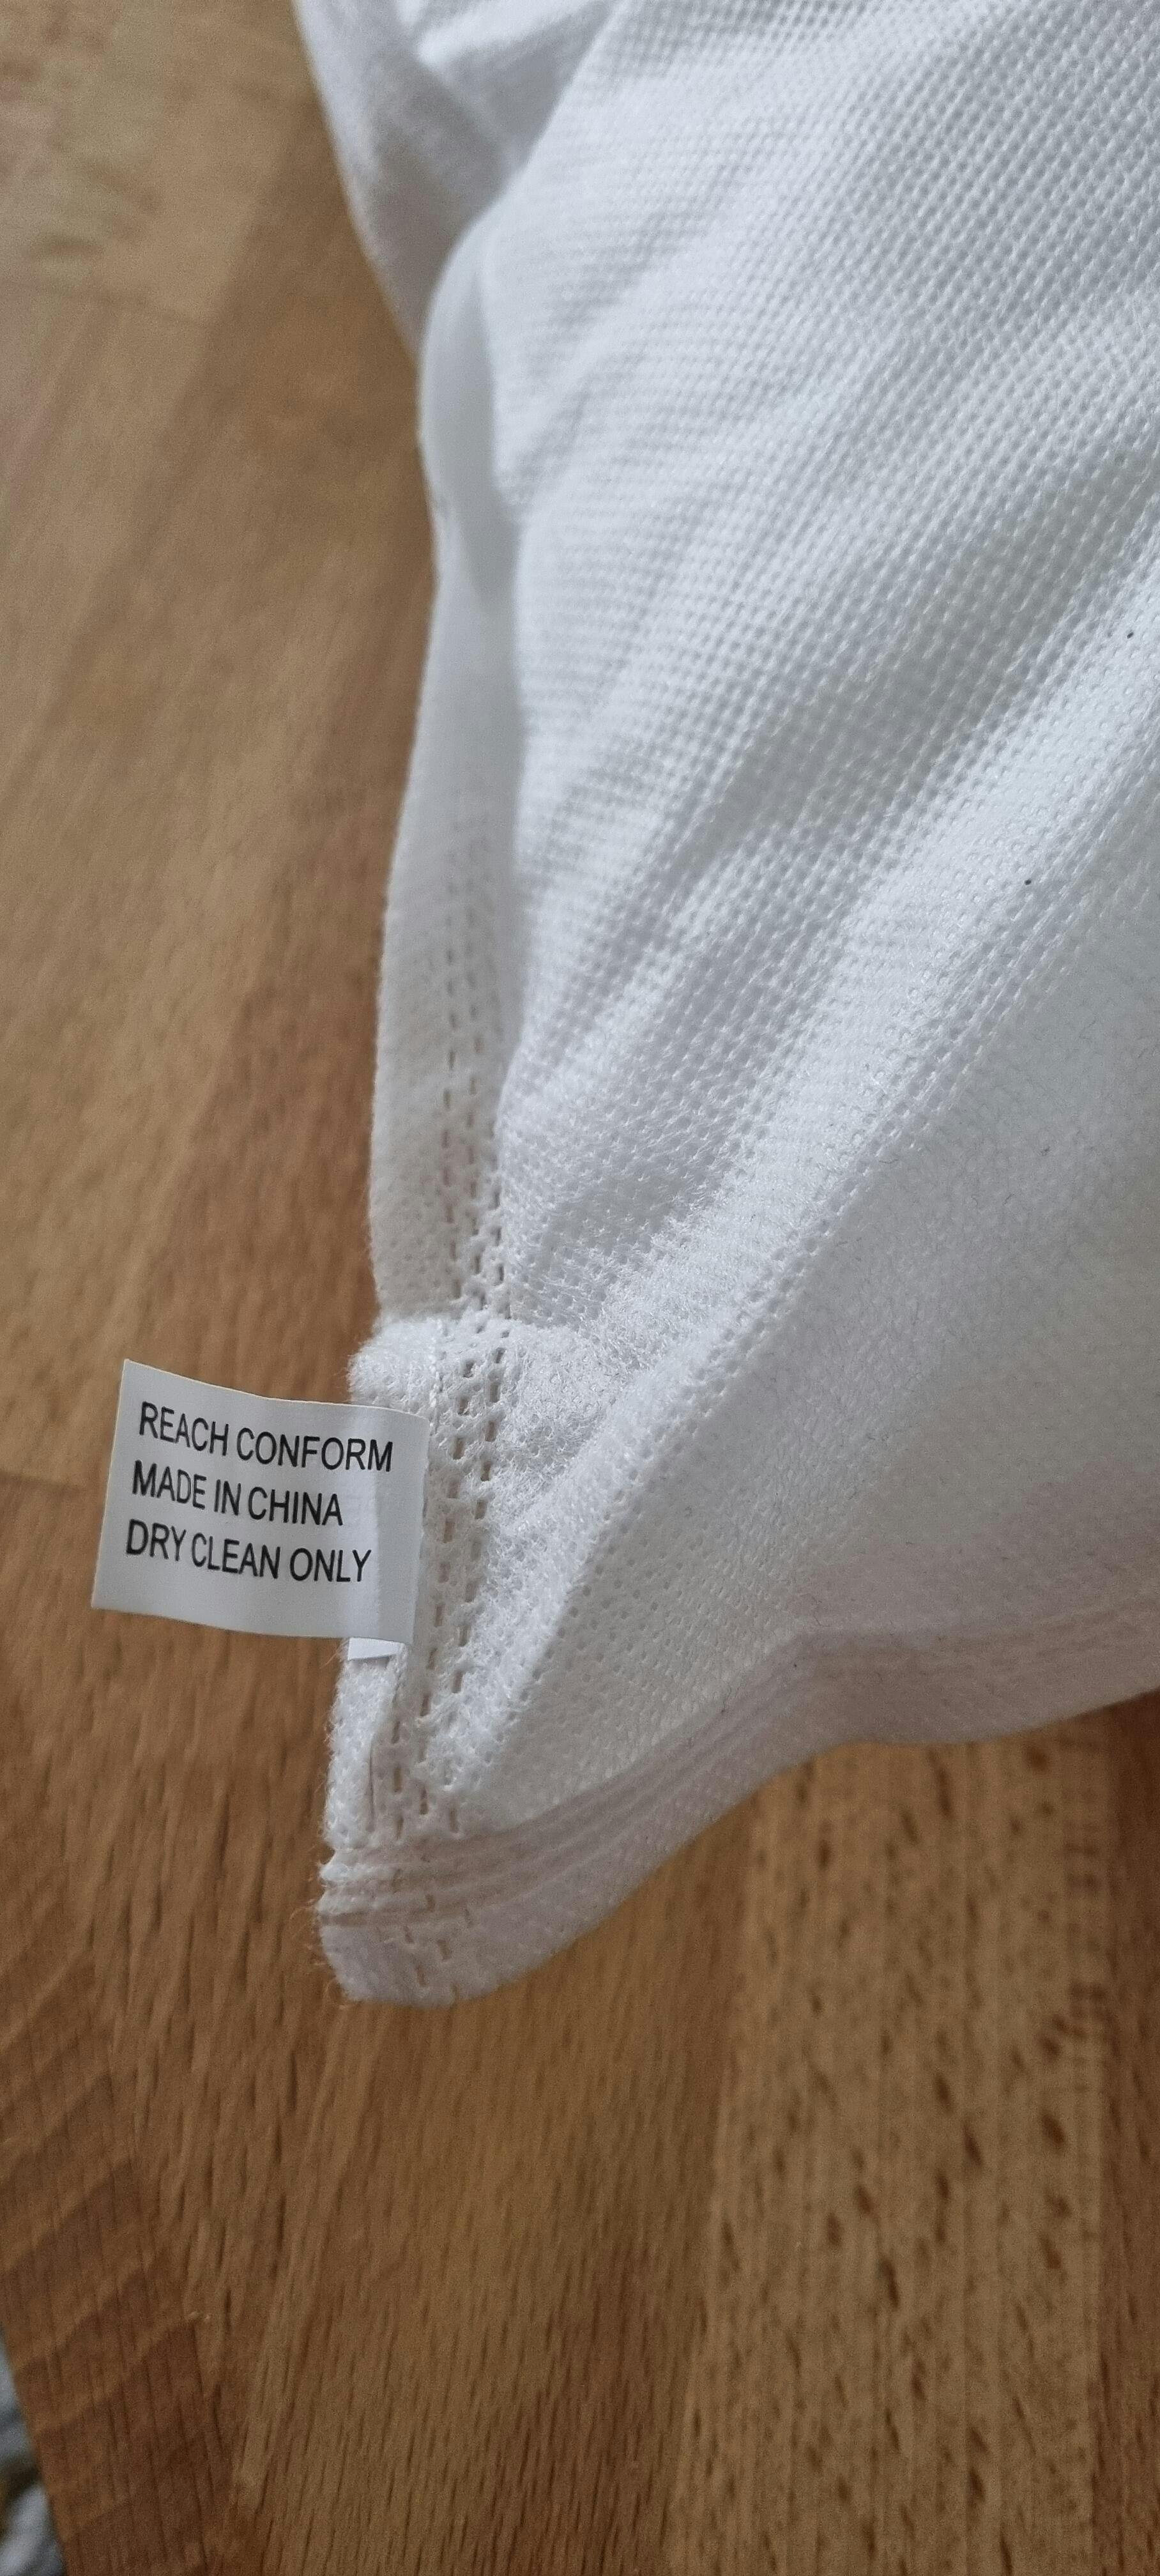 REACH CONFORM
MADE IN CHINA
DRY CLEAN ONLY